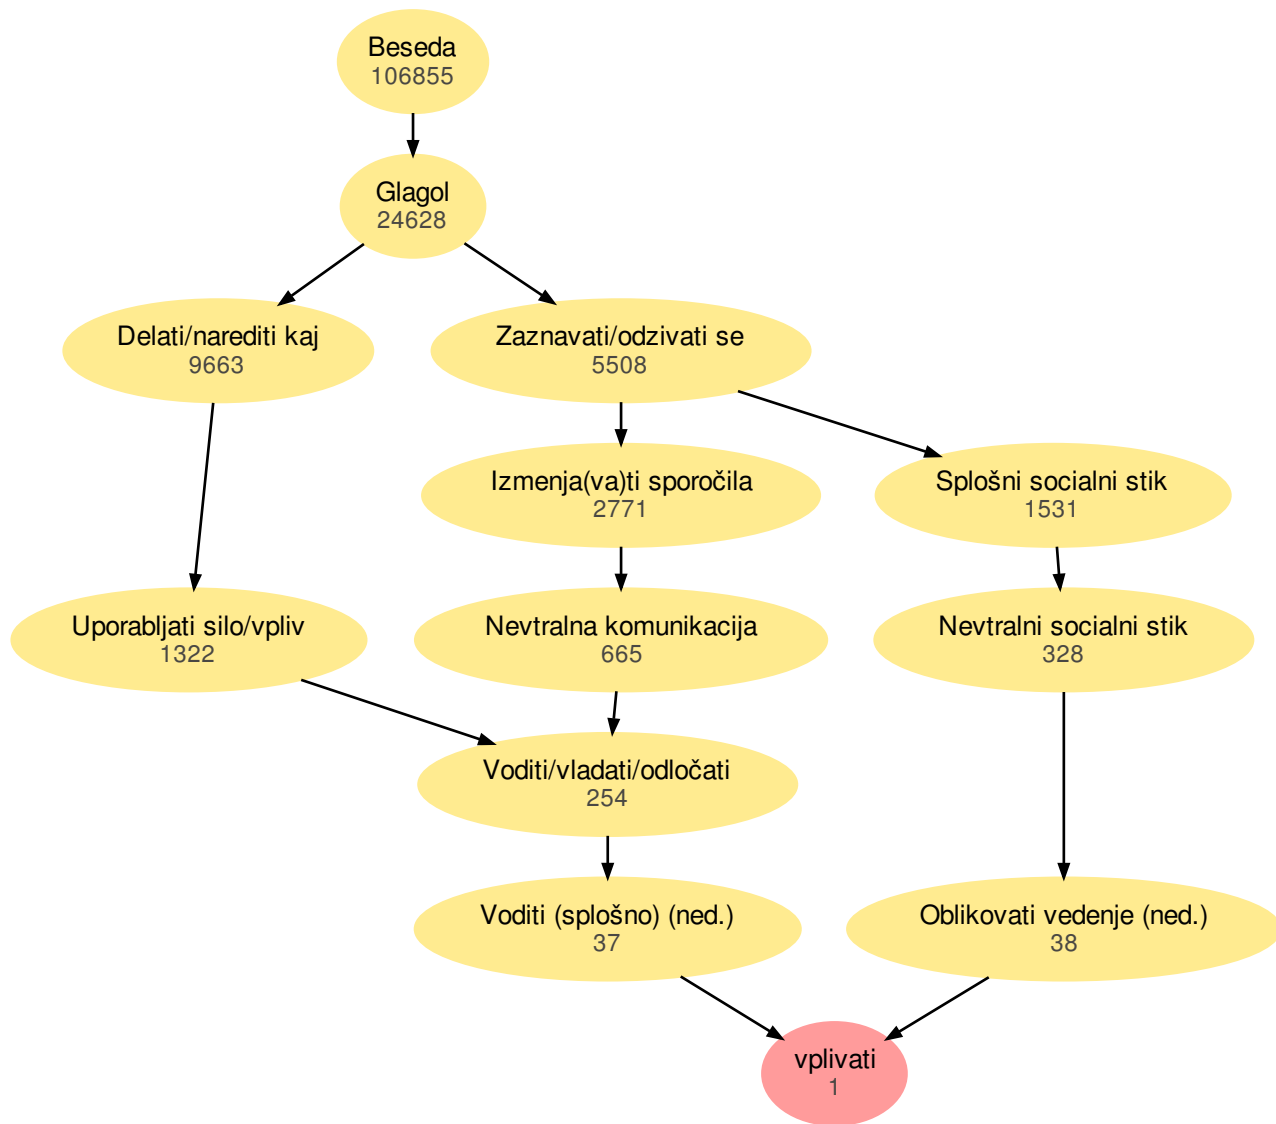 Beseda
106855
Glagol
24628
Delati/narediti kaj
9663
Zaznavati/odzivati se
5508
Izmenja(va)ti sporočila
2771
Splošni socialni stik
1531
Uporabljati silo/vpliv
1322
Nevtralna komunikacija
665
Nevtralni socialni stik
328
Voditi/vladati/odločati
254
Voditi (splošno) (ned.)
37
Oblikovati vedenje (ned.)
38
vplivati
1